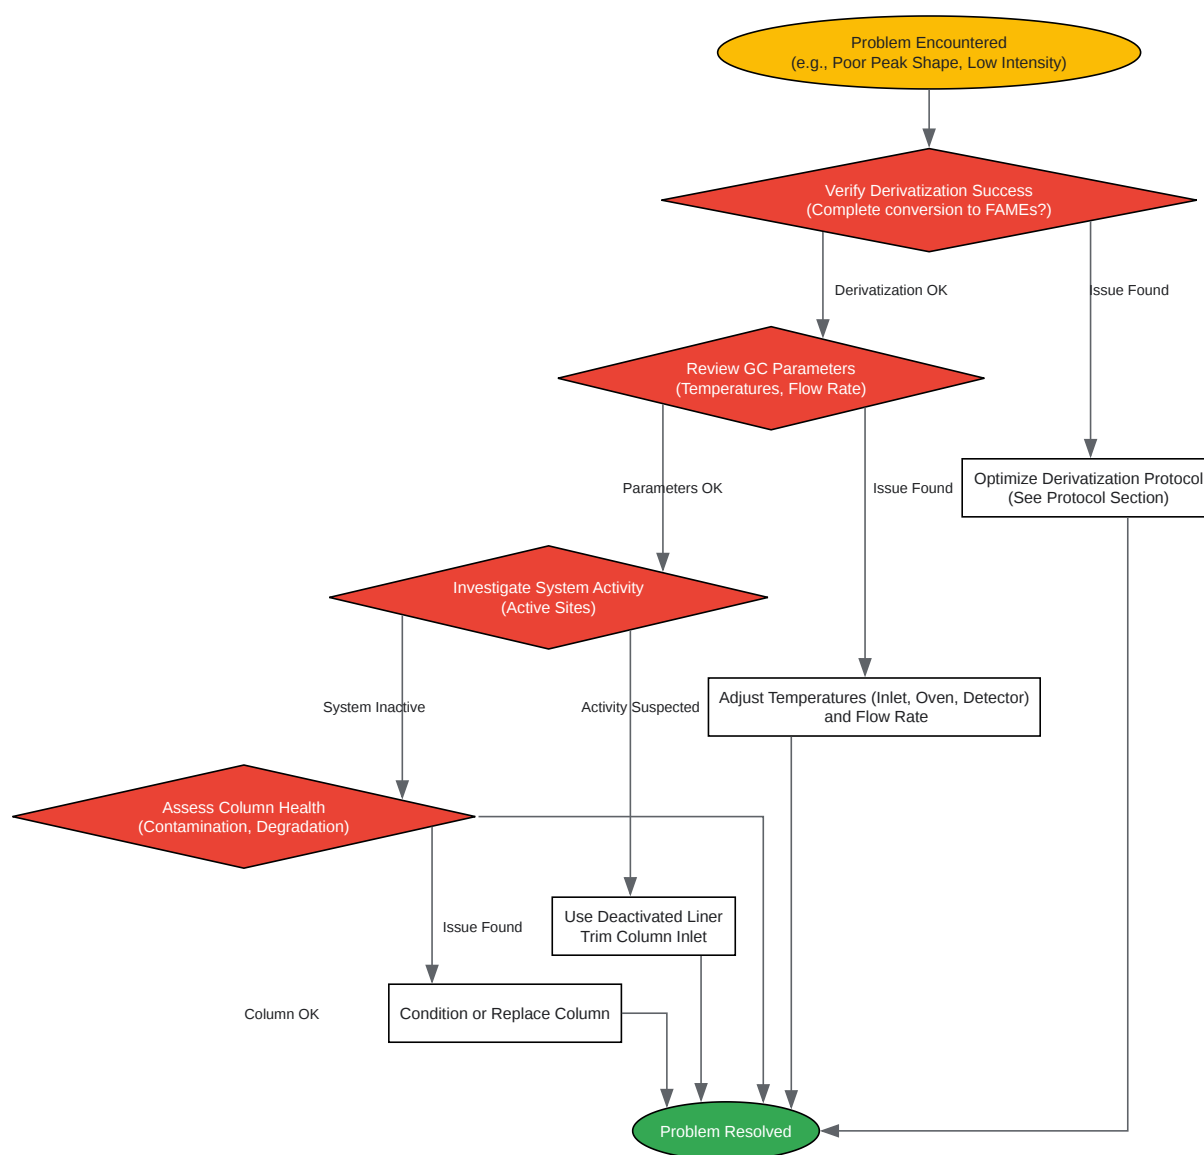 Problem Encountered
(e.g., Poor Peak Shape, Low Intensity)
Verify Derivatization Success
(Complete conversion to FAMEs?)
Derivatization OK
Issue Found
Review GC Parameters
(Temperatures, Flow Rate)
Parameters OK
Issue Found
Optimize Derivatization Protocol
(See Protocol Section)
Investigate System Activity
(Active Sites)
System Inactive
Activity Suspected
Adjust Temperatures (Inlet, Oven, Detector)
and Flow Rate
Assess Column Health
(Contamination, Degradation)
Issue Found
Use Deactivated Liner
Trim Column Inlet
Column OK
Condition or Replace Column
Problem Resolved